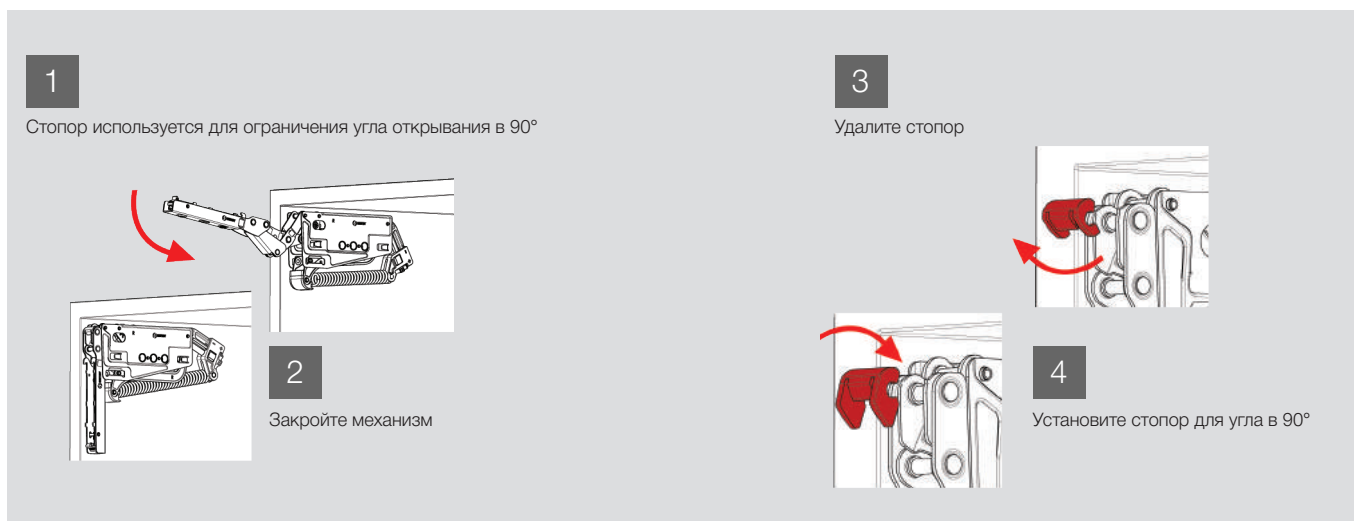 1
Стопор используется для ограничения угла открывания в 90°
2
Закройте механизм
3
Удалите стопор
4
Установите стопор для угла в 90°